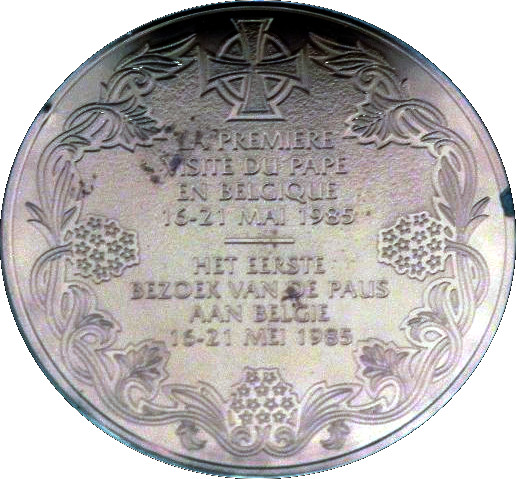 LA PREMIERE
VISITE DU PAPE
EN BELGIQUE
16-21 MAI 1985
HET EERSTE
BEZOEK VAN DE PAUS
AAN BELGIE
16-21 MEI 1985